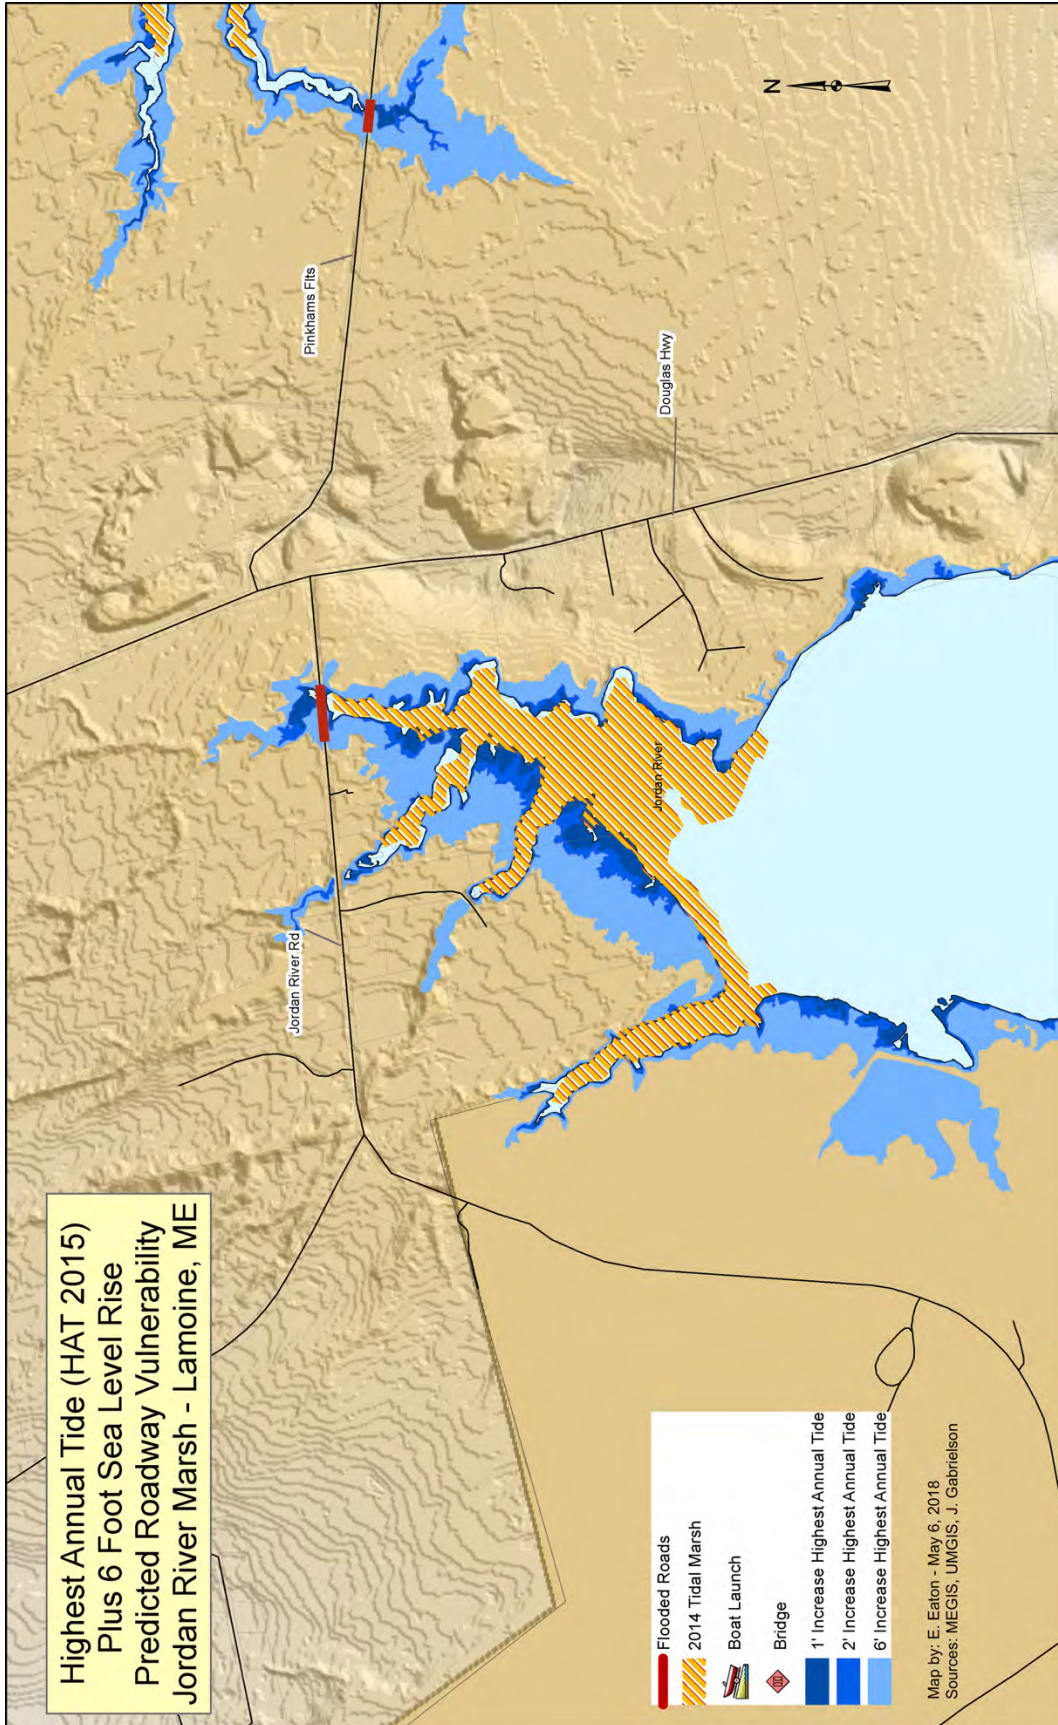 Highest Annual Tide (HAT 2015)
Plus 6 Foot Sea Level Rise
Predicted Roadway Vulnerability
Jordan River Marsh - Lamoine, ME
Jordan River Rd
Pinkhams Flts
Douglas Hwy
Jordan River
N
Flooded Roads
2014 Tidal Marsh
Boat Launch
Bridge
1' Increase Highest Annual Tide
2' Increase Highest Annual Tide
6' Increase Highest Annual Tide
Map by: E. Eaton - May 6, 2018
Sources: MEGIS, UMGIS, J. Gabrielson